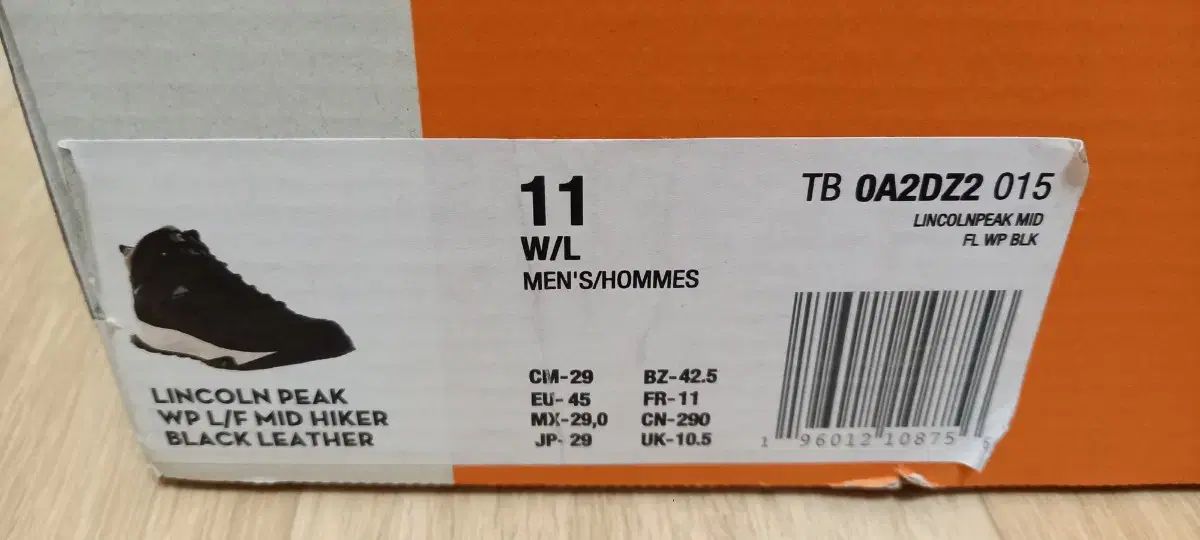 11
W/L
MEN'S/HOMMES
TB 0A2DZ2 015
LINCOLNPEAK MID
FL WP BLK
LINCOLN PEAK
WP L/F MID HIKER
BLACK LEATHER
CM-29 BZ-42.5
EU-45 FR-11
MX-29,0 CN-290
JP-29 UK-10.5
1 96012 10875 5